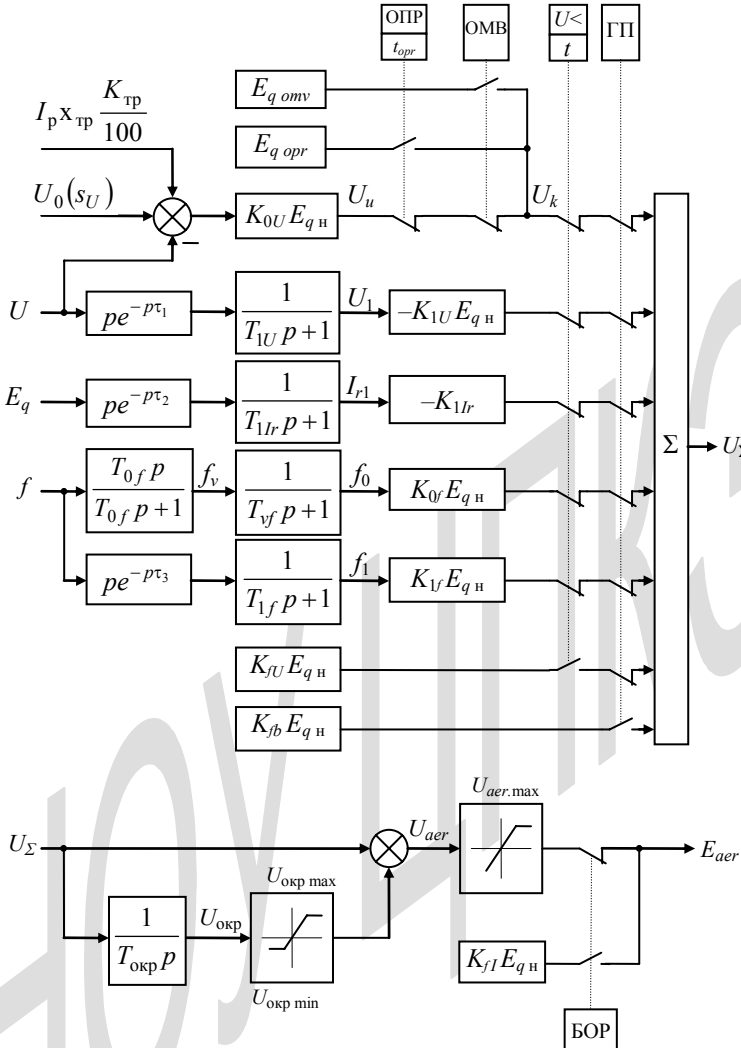 ОПР
t_opr
ОМВ
U<
t
ГП
I_р x_тр K_тр/100
E_q omv
E_q opr
U_0(s_U)
K_0U E_q н
U_u
U_k
–
U
pe^(–pτ_1)
1/(T_1U p + 1)
U_1
–K_1U E_q н
E_q
pe^(–pτ_2)
1/(T_1Ir p + 1)
I_r1
–K_1Ir
Σ
f
T_0f p/(T_0f p + 1)
f_v
1/(T_vf p + 1)
f_0
K_0f E_q н
pe^(–pτ_3)
1/(T_1f p + 1)
f_1
K_1f E_q н
K_fU E_q н
K_fb E_q н
U_Σ
U_aer
U_aer.max
E_aer
1/(T_окр p)
U_окр
U_окр max
U_окр min
K_fI E_q н
БОР